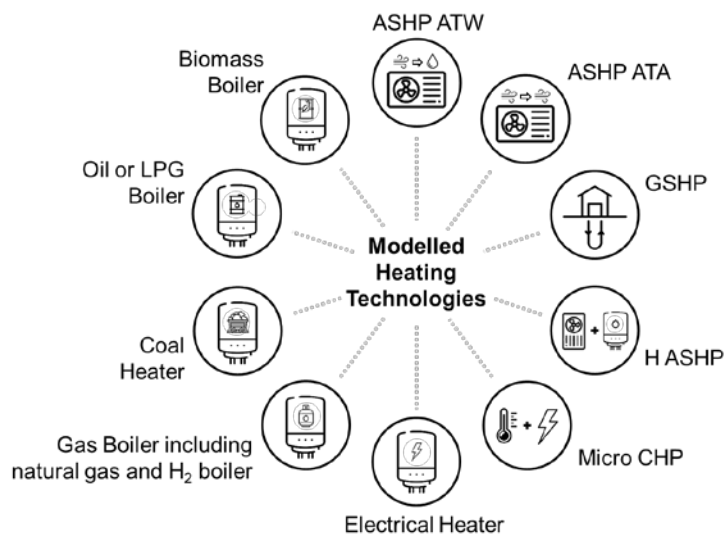 ASHP ATW
ASHP ATA
GSHP
H ASHP
Micro CHP
Electrical Heater
Gas Boiler including
natural gas and H₂ boiler
Coal
Heater
Oil or LPG
Boiler
Biomass
Boiler
Modelled
Heating
Technologies